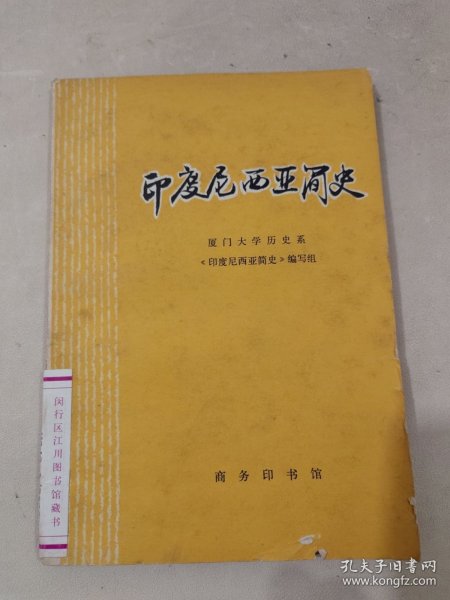 印度尼西亚简史
厦门大学历史系
《印度尼西亚简史》编写组
闵行区江川图书馆藏书
商务印书馆
孔夫子旧书网
www.kongfz.com